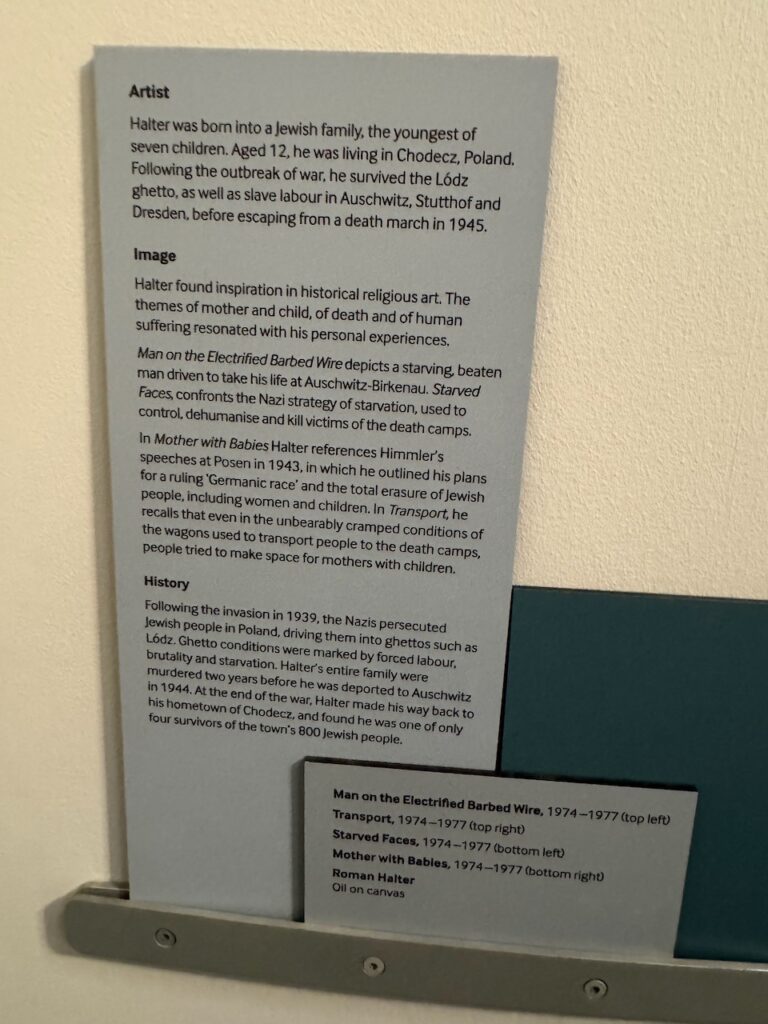 Artist
Halter was born into a Jewish family, the youngest of
seven children. Aged 12, he was living in Chodecz, Poland.
Following the outbreak of war, he survived the Lódz
ghetto, as well as slave labour in Auschwitz, Stutthof and
Dresden, before escaping from a death march in 1945.
Image
Halter found inspiration in historical religious art. The
themes of mother and child, of death and of human
suffering resonated with his personal experiences.
Man on the Electrified Barbed Wire depicts a starving, beaten
man driven to take his life at Auschwitz-Birkenau. Starved
Faces, confronts the Nazi strategy of starvation, used to
control, dehumanise and kill victims of the death camps.
In Mother with Babies Halter references Himmler's
speeches at Posen in 1943, in which he outlined his plans
for a ruling 'Germanic race' and the total erasure of Jewish
people, including women and children. In Transport, he
recalls that even in the unbearably cramped conditions of
the wagons used to transport people to the death camps,
people tried to make space for mothers with children.
History
Following the invasion in 1939, the Nazis persecuted
Jewish people in Poland, driving them into ghettos such as
Lódz. Ghetto conditions were marked by forced labour,
brutality and starvation. Halter's entire family were
murdered two years before he was deported to Auschwitz
in 1944. At the end of the war, Halter made his way back to
his hometown of Chodecz, and found he was one of only
four survivors of the town's 800 Jewish people.
Man on the Electrified Barbed Wire, 1974–1977 (top left)
Transport, 1974–1977 (top right)
Starved Faces, 1974–1977 (bottom left)
Mother with Babies, 1974–1977 (bottom right)
Roman Halter
Oil on canvas